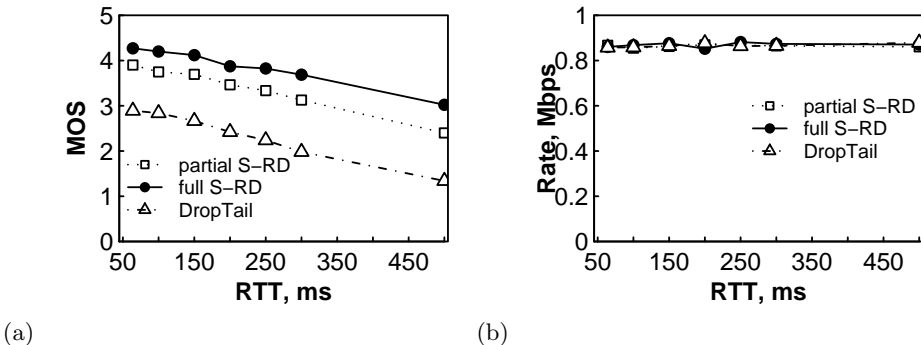 5
4
3
2
1
0
MOS
partial S-RD
full S-RD
DropTail
50
150
250
350
450
RTT, ms
(a)
1
0.8
0.6
0.4
0.2
0
Rate, Mbps
partial S-RD
full S-RD
DropTail
50
150
250
350
450
RTT, ms
(b)